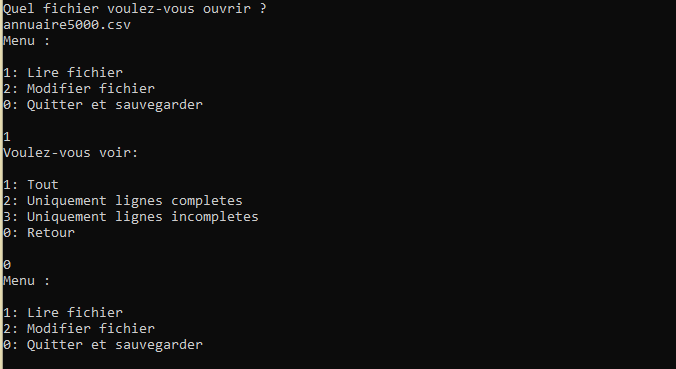 Quel fichier voulez-vous ouvrir ?
annuaire5000.csv
Menu :
1: Lire fichier
2: Modifier fichier
0: Quitter et sauvegarder
1
Voulez-vous voir:
1: Tout
2: Uniquement lignes completes
3: Uniquement lignes incompletes
0: Retour
0
Menu :
1: Lire fichier
2: Modifier fichier
0: Quitter et sauvegarder